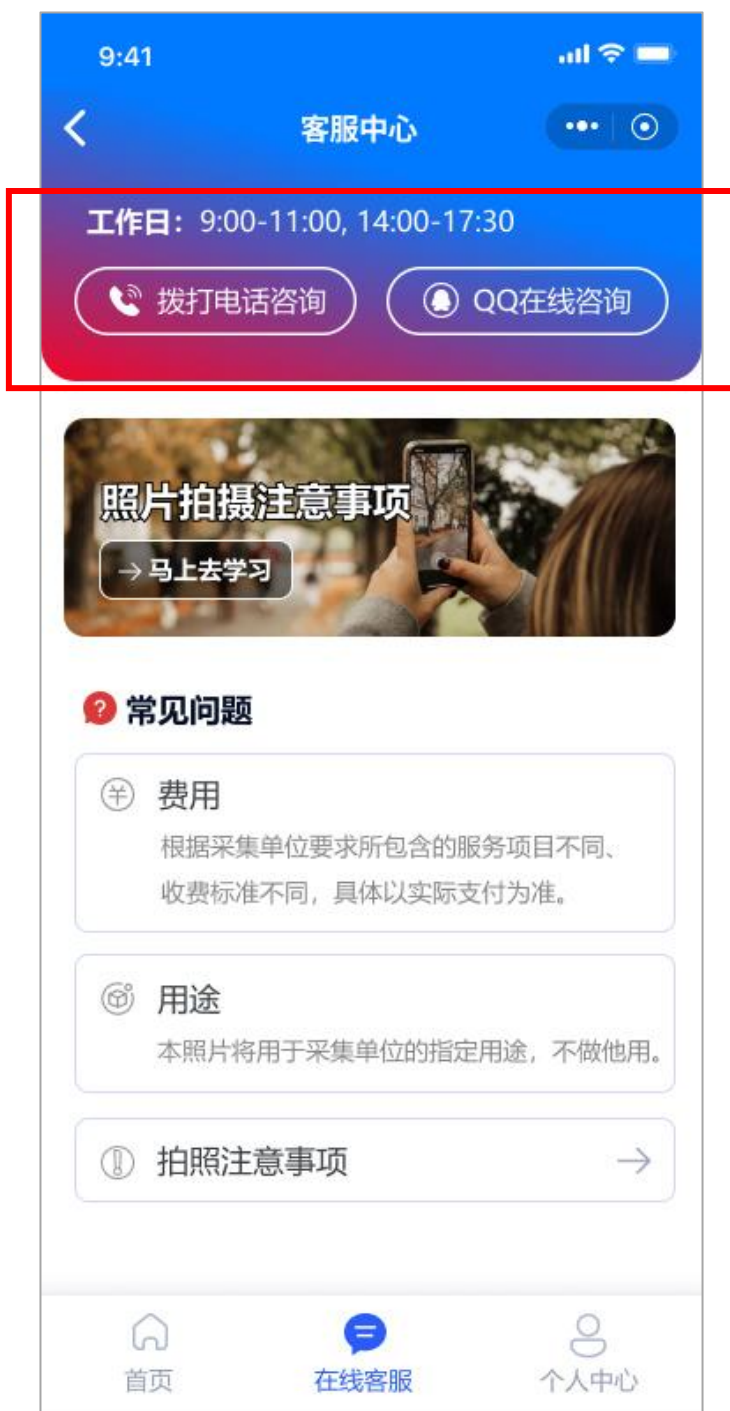 9:41
客服中心
工作日：9:00-11:00, 14:00-17:30
拨打电话咨询
QQ在线咨询
照片拍摄注意事项
→马上去学习
常见问题
费用
根据采集单位要求所包含的服务项目不同、
收费标准不同，具体以实际支付为准。
用途
本照片将用于采集单位的指定用途，不做他用。
拍照注意事项
首页
在线客服
个人中心